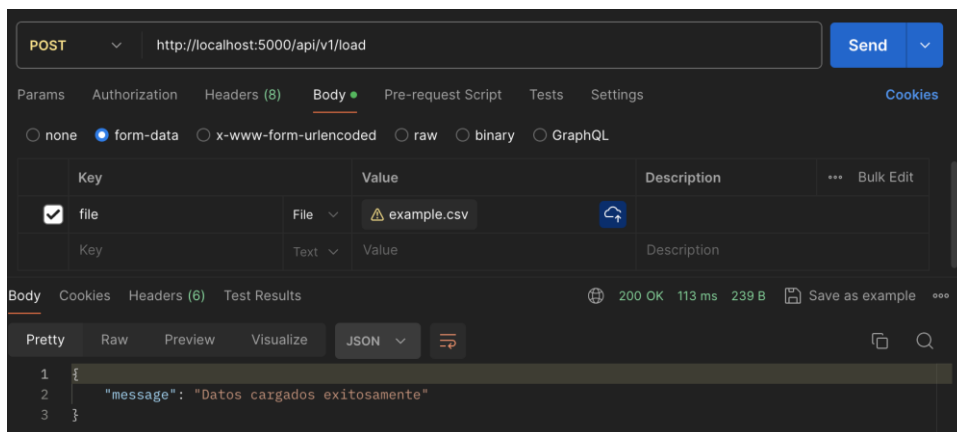 POST http://localhost:5000/api/v1/load Send
Params Authorization Headers (8) Body Pre-request Script Tests Settings Cookies
none form-data x-www-form-urlencoded raw binary GraphQL
Key Value Description ••• Bulk Edit
file File example.csv
Key Text Value Description
Body Cookies Headers (6) Test Results 200 OK 113 ms 239 B Save as example
Pretty Raw Preview Visualize JSON
1 {
2 "message": "Datos cargados exitosamente"
3 }